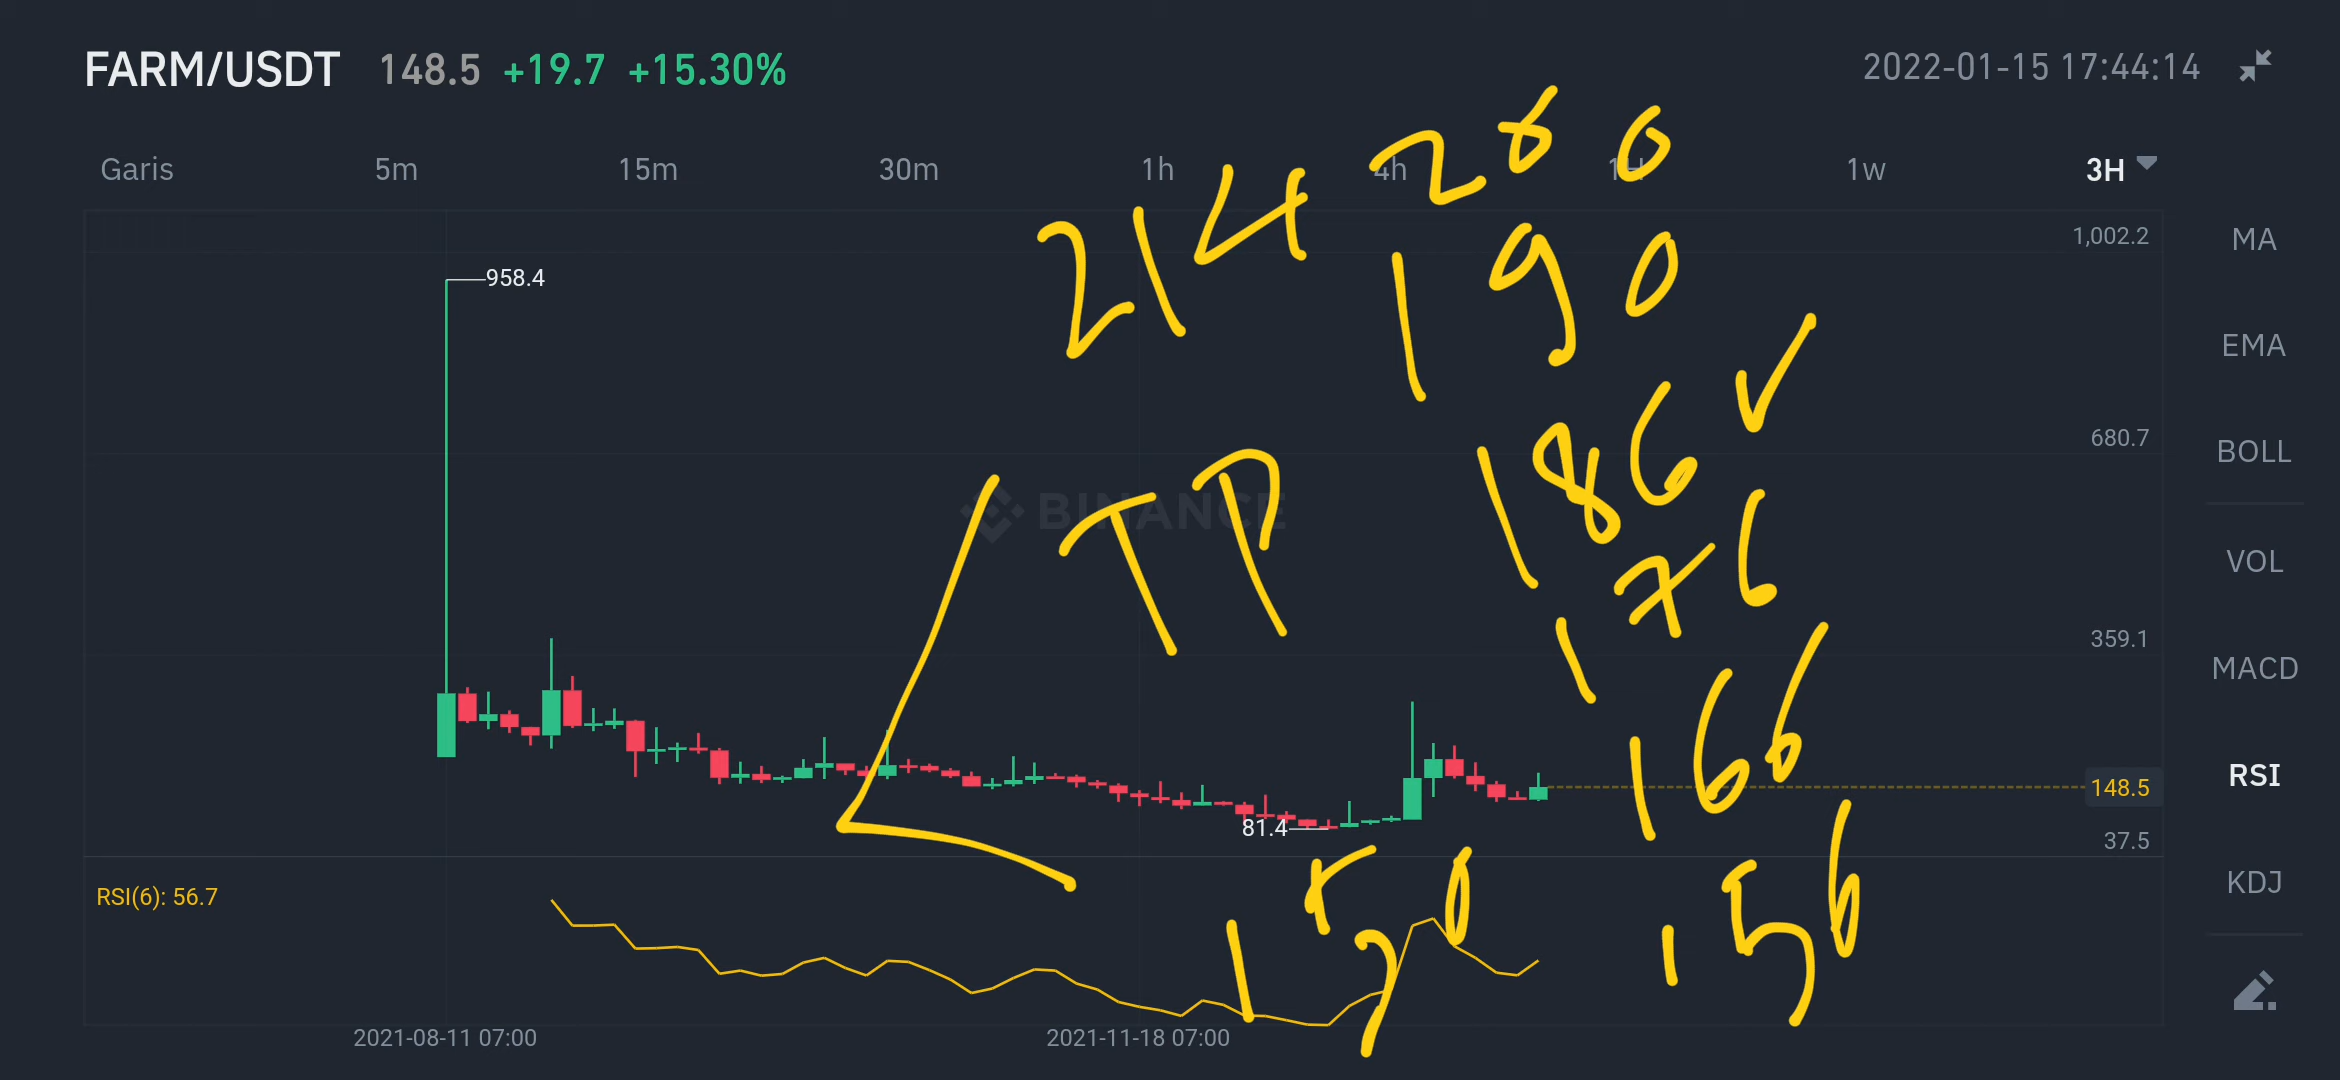 FARM/USDT 148.5 +19.7 +15.30% 2022-01-15 17:44:14
Garis 5m 15m 30m 1h 4h 1H 1w 3H
1,002.2
680.7
359.1
148.5
37.5
958.4
81.4
BINANCE
MA
EMA
BOLL
VOL
MACD
RSI
KDJ
RSI(6): 56.7
2021-08-11 07:00 2021-11-18 07:00
TP
214
190
186 ✓
176
166
156
150